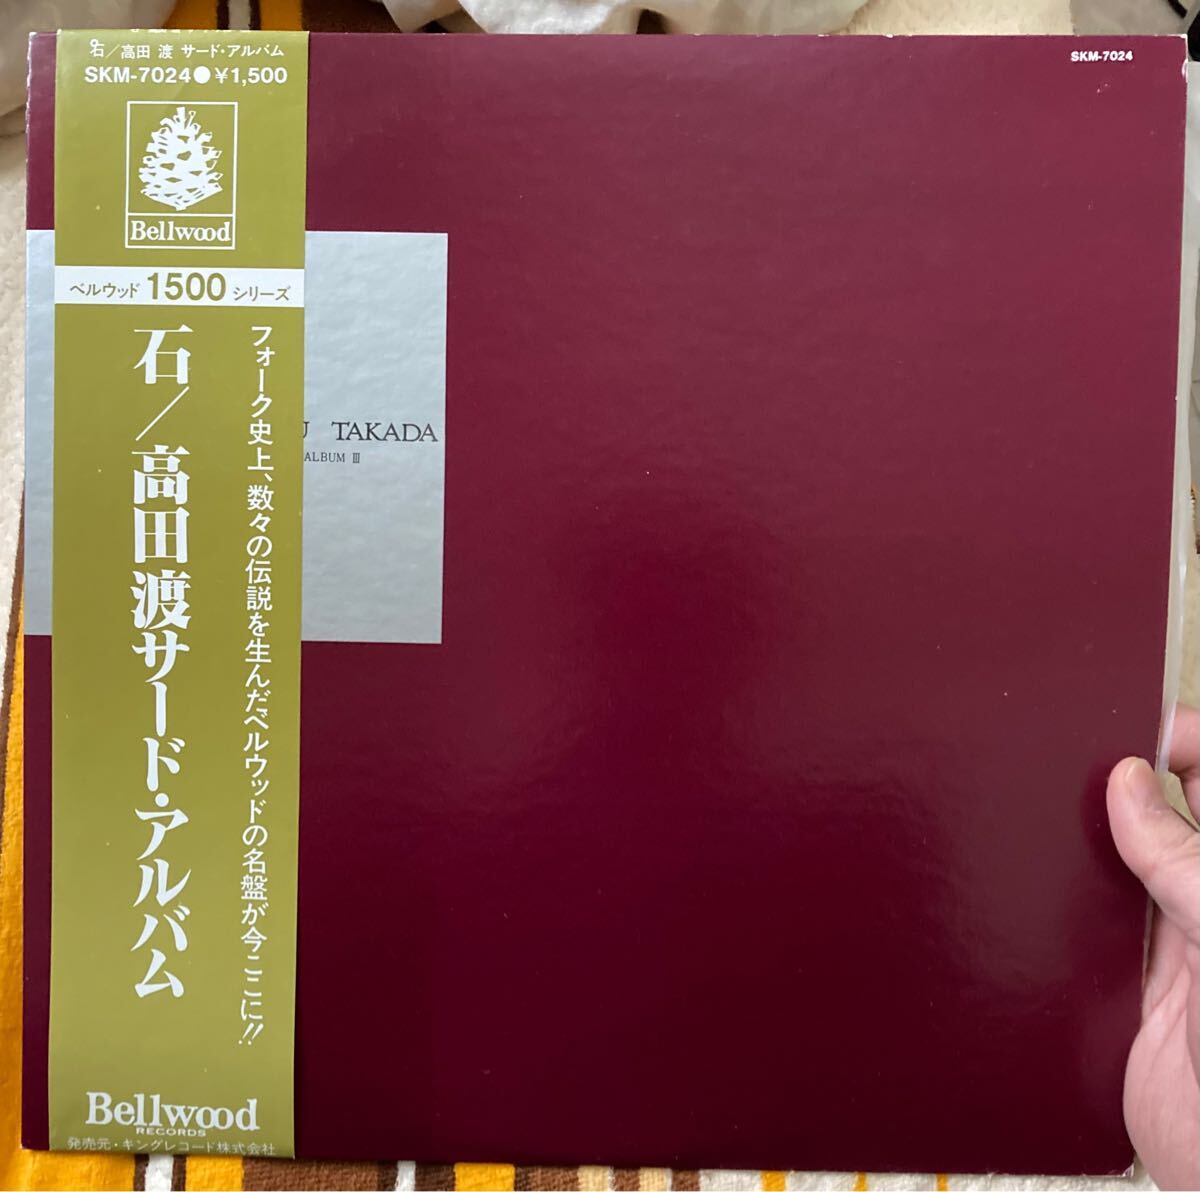 石／高田 渡 サード・アルバム
SKM-7024●¥1,500
Bellwood
ベルウッド 1500 シリーズ
フォーク史上、数々の伝説を生んだベルウッドの名盤が今ここに!!
石／高田渡サード・アルバム
Bellwood
RECORDS
発売元・キングレコード株式会社
TAKADA
ALBUM Ⅲ
SKM-7024